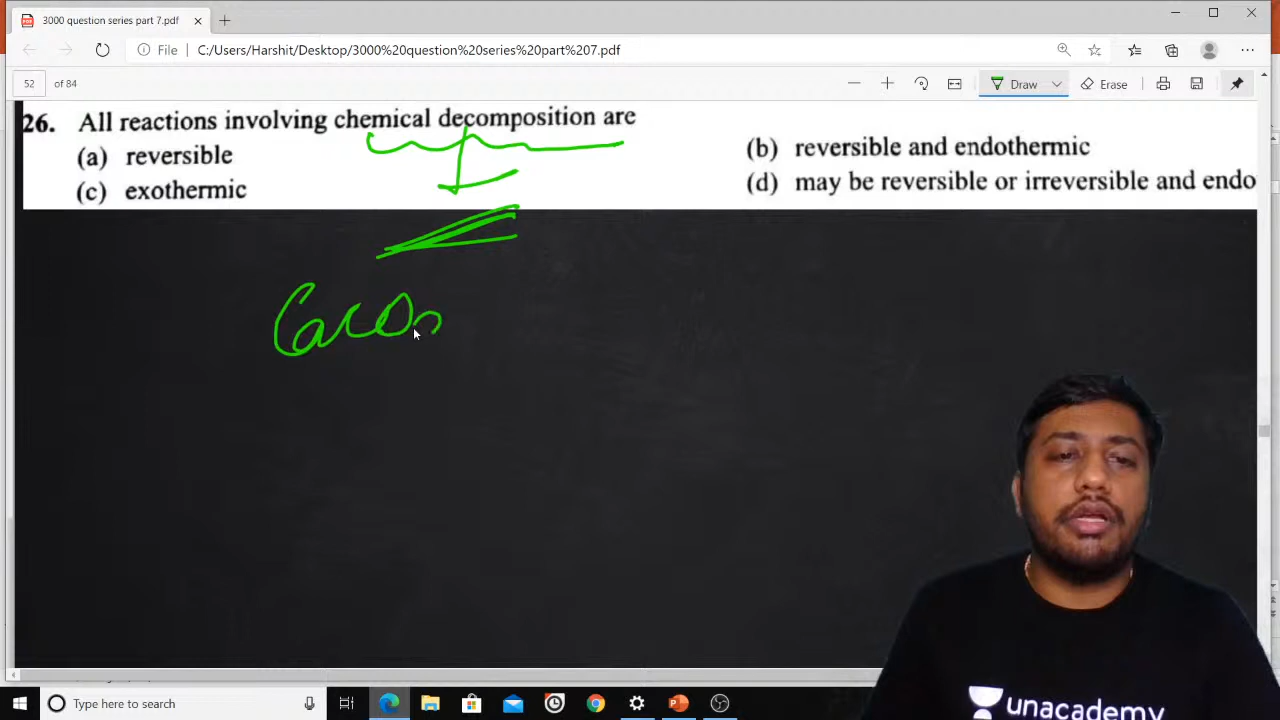 3000 question series part 7.pdf
File C:/Users/Harshit/Desktop/3000%20question%20series%20part%207.pdf
52 of 84
Draw
Erase
26. All reactions involving chemical decomposition are
(a) reversible
(b) reversible and endothermic
(c) exothermic
(d) may be reversible or irreversible and endo
CaCO3
unacademy
Type here to search